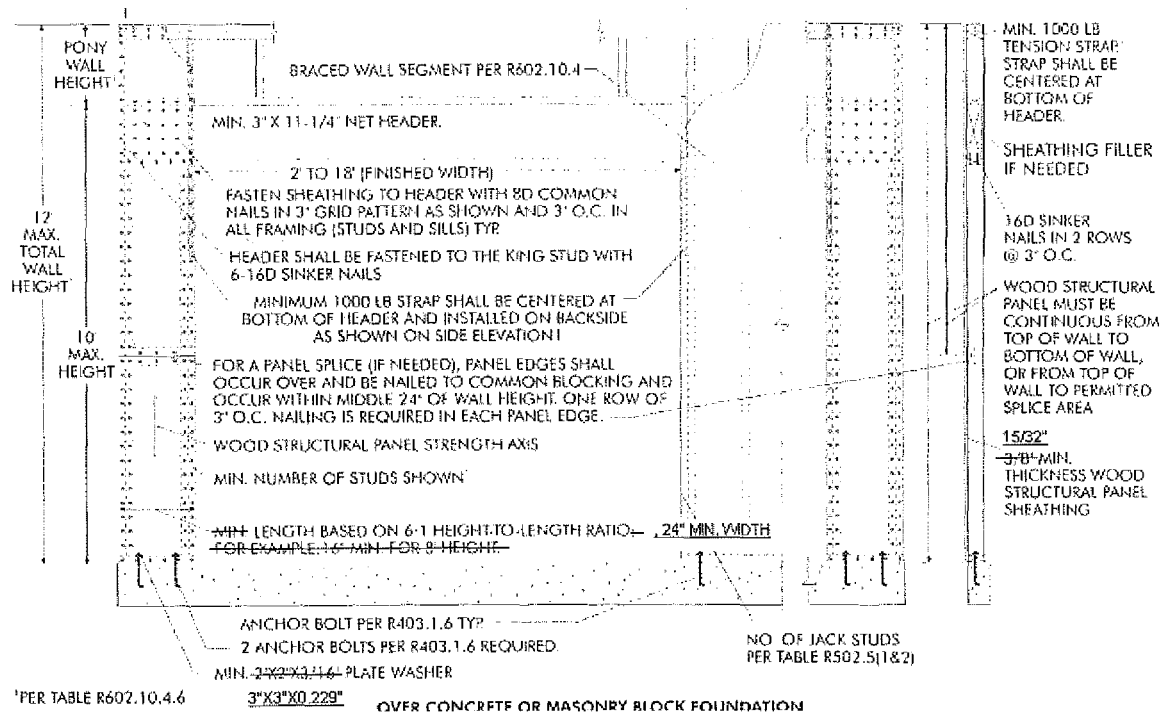 PONY
WALL
HEIGHT
12'
MAX.
TOTAL
WALL
HEIGHT
10'
MAX.
HEIGHT
BRACED WALL SEGMENT PER R602.10.4
MIN. 3" X 11-1/4" NET HEADER.
2' TO 18' (FINISHED WIDTH)
FASTEN SHEATHING TO HEADER WITH 8D COMMON
NAILS IN 3" GRID PATTERN AS SHOWN AND 3" O.C. IN
ALL FRAMING (STUDS AND SILLS) TYP.
HEADER SHALL BE FASTENED TO THE KING STUD WITH
6-16D SINKER NAILS
MINIMUM 1000 LB STRAP SHALL BE CENTERED AT
BOTTOM OF HEADER AND INSTALLED ON BACKSIDE
AS SHOWN ON SIDE ELEVATION
FOR A PANEL SPLICE (IF NEEDED), PANEL EDGES SHALL
OCCUR OVER AND BE NAILED TO COMMON BLOCKING AND
OCCUR WITHIN MIDDLE 24" OF WALL HEIGHT. ONE ROW OF
3" O.C. NAILING IS REQUIRED IN EACH PANEL EDGE.
WOOD STRUCTURAL PANEL STRENGTH AXIS
MIN. NUMBER OF STUDS SHOWN
MIN. LENGTH BASED ON 6:1 HEIGHT-TO-LENGTH RATIO. , 24" MIN. WIDTH
FOR EXAMPLE: 16" MIN. FOR 8' HEIGHT.
ANCHOR BOLT PER R403.1.6 TYP.
2 ANCHOR BOLTS PER R403.1.6 REQUIRED.
MIN. 2"X2"X3/16" PLATE WASHER
3"X3"X0.229"
NO. OF JACK STUDS
PER TABLE R502.5(1&2)
MIN. 1000 LB
TENSION STRAP
STRAP SHALL BE
CENTERED AT
BOTTOM OF
HEADER.
SHEATHING FILLER
IF NEEDED
16D SINKER
NAILS IN 2 ROWS
@ 3" O.C.
WOOD STRUCTURAL
PANEL MUST BE
CONTINUOUS FROM
TOP OF WALL TO
BOTTOM OF WALL,
OR FROM TOP OF
WALL TO PERMITTED
SPLICE AREA
15/32"
3/8" MIN.
THICKNESS WOOD
STRUCTURAL PANEL
SHEATHING
¹PER TABLE R602.10.4.6
OVER CONCRETE OR MASONRY BLOCK FOUNDATION